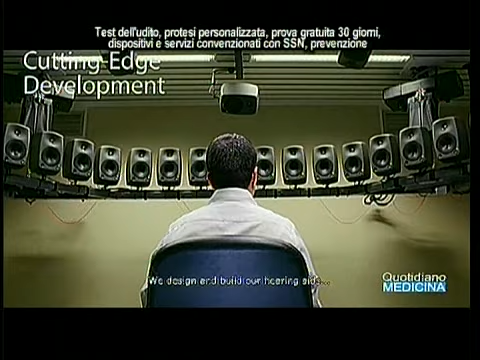 Test dell'udito, protesi personalizzata, prova gratuita 30 giorni,
dispositivi e servizi convenzionati con SSN, prevenzione
Cutting Edge
Development
We design and build our hearing aids...
Quotidiano
MEDICINA